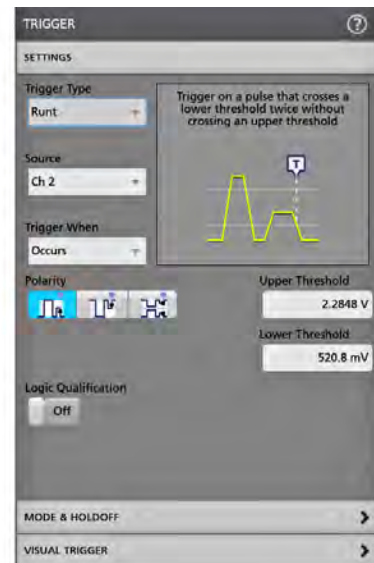 TRIGGER
?
SETTINGS
Trigger Type
Runt
Trigger on a pulse that crosses a
lower threshold twice without
crossing an upper threshold
T
Source
Ch 2
Trigger When
Occurs
Polarity
Upper Threshold
2.2848 V
Lower Threshold
520.8 mV
Logic Qualification
Off
MODE & HOLDOFF
VISUAL TRIGGER